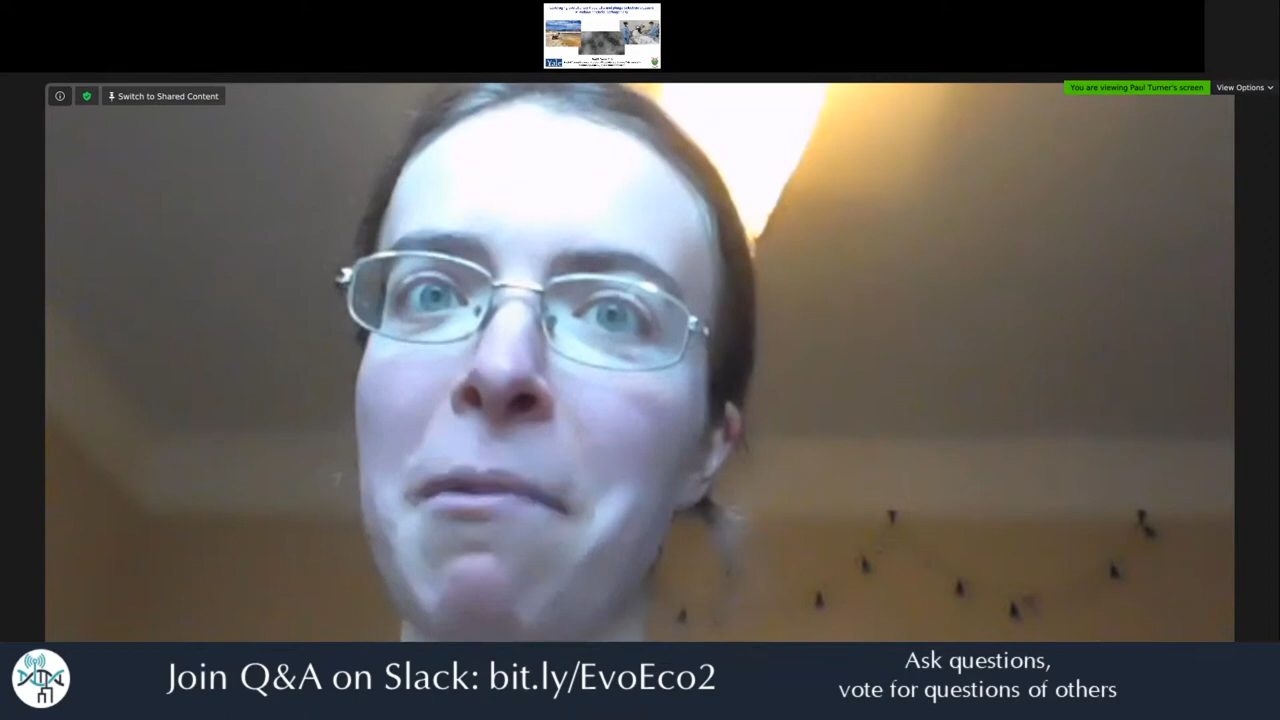 Yale
Switch to Shared Content
You are viewing Paul Turner's screen
View Options
Join Q&A on Slack: bit.ly/EvoEco2
Ask questions,
vote for questions of others